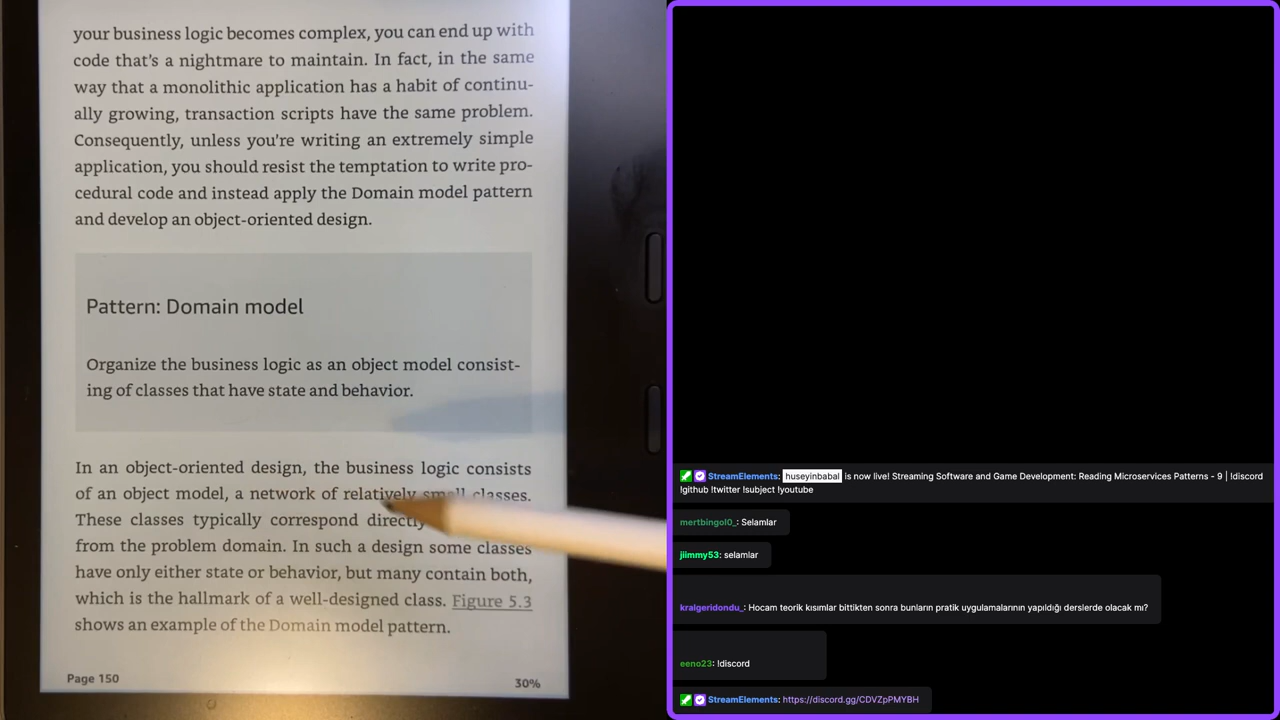 your business logic becomes complex, you can end up with
code that's a nightmare to maintain. In fact, in the same
way that a monolithic application has a habit of continu-
ally growing, transaction scripts have the same problem.
Consequently, unless you're writing an extremely simple
application, you should resist the temptation to write pro-
cedural code and instead apply the Domain model pattern
and develop an object-oriented design.
Pattern: Domain model
Organize the business logic as an object model consist-
ing of classes that have state and behavior.
In an object-oriented design, the business logic consists
of an object model, a network of relatively small classes.
These classes typically correspond directly
from the problem domain. In such a design some classes
have only either state or behavior, but many contain both,
which is the hallmark of a well-designed class. Figure 5.3
shows an example of the Domain model pattern.
Page 150
30%
StreamElements: huseyinbabal is now live! Streaming Software and Game Development: Reading Microservices Patterns - 9 | !discord
!github !twitter !subject !youtube
mertbingol0_: Selamlar
jiimmy53: selamlar
kralgeridondu_: Hocam teorik kısımlar bittikten sonra bunların pratik uygulamalarının yapıldığı derslerde olacak mı?
eeno23: !discord
StreamElements: https://discord.gg/CDVZpPMYBH